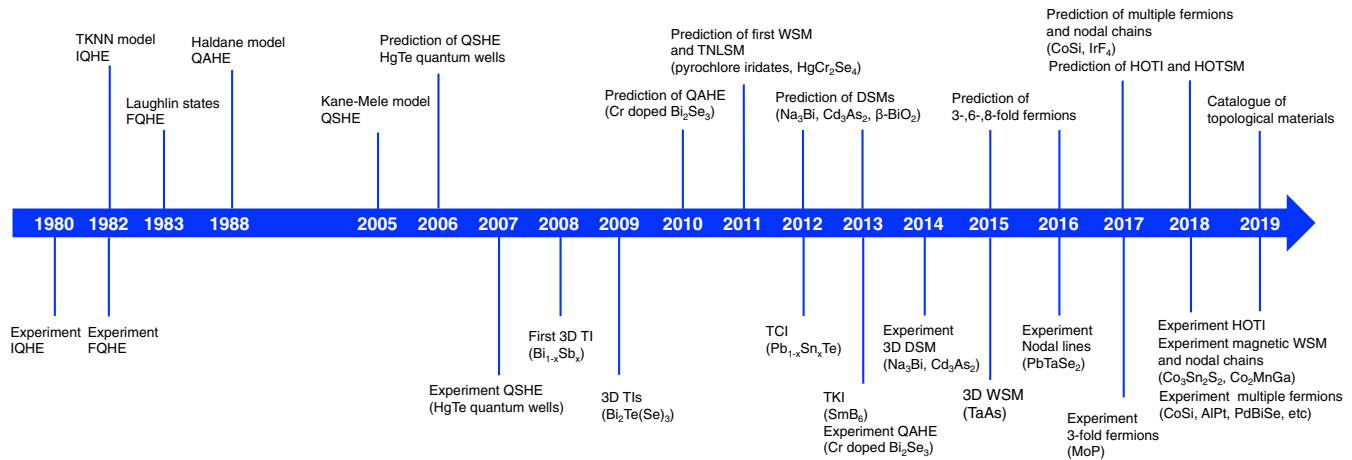 TKNN model
IQHE
Laughlin states
FQHE
Haldane model
QAHE
Kane-Mele model
QSHE
Prediction of QSHE
HgTe quantum wells
Prediction of QAHE
(Cr doped Bi₂Se₃)
Prediction of first WSM
and TNLSM
(pyrochlore iridates, HgCr₂Se₄)
Prediction of DSMs
(Na₃Bi, Cd₃As₂, β-BiO₂)
Prediction of
3-,6-,8-fold fermions
Prediction of multiple fermions
and nodal chains
(CoSi, IrF₄)
Prediction of HOTI and HOTSM
Catalogue of
topological materials
1980 1982 1983 1988 2005 2006 2007 2008 2009 2010 2011 2012 2013 2014 2015 2016 2017 2018 2019
Experiment
IQHE
Experiment
FQHE
Experiment QSHE
(HgTe quantum wells)
First 3D TI
(Bi₁₋ₓSbₓ)
3D TIs
(Bi₂Te(Se)₃)
TCI
(Pb₁₋ₓSnₓTe)
TKI
(SmB₆)
Experiment QAHE
(Cr doped Bi₂Se₃)
Experiment
3D DSM
(Na₃Bi, Cd₃As₂)
3D WSM
(TaAs)
Experiment
Nodal lines
(PbTaSe₂)
Experiment
3-fold fermions
(MoP)
Experiment HOTI
Experiment magnetic WSM
and nodal chains
(Co₃Sn₂S₂, Co₂MnGa)
Experiment multiple fermions
(CoSi, AlPt, PdBiSe, etc)